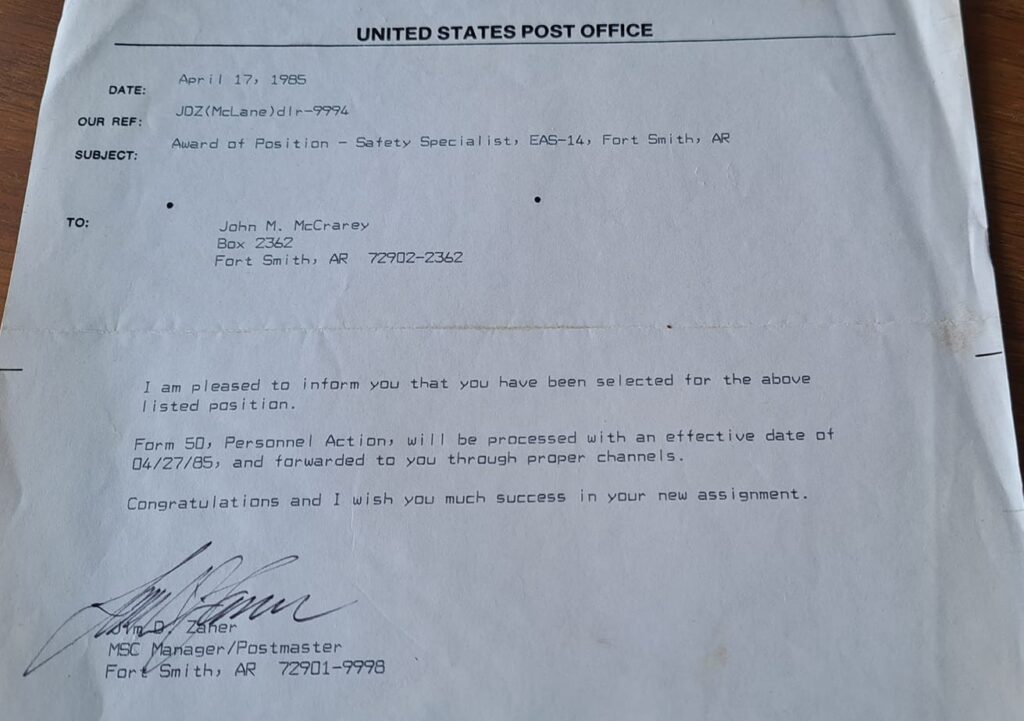 UNITED STATES POST OFFICE
DATE: April 17, 1985
OUR REF: JDZ(McLane)dlr-9994
SUBJECT: Award of Position - Safety Specialist, EAS-14, Fort Smith, AR
TO: John M. McCrarey
Box 2362
Fort Smith, AR 72902-2362
I am pleased to inform you that you have been selected for the above
listed position.
Form 50, Personnel Action, will be processed with an effective date of
04/27/85, and forwarded to you through proper channels.
Congratulations and I wish you much success in your new assignment.
D. Zaner
MSC Manager/Postmaster
Fort Smith, AR 72901-9998